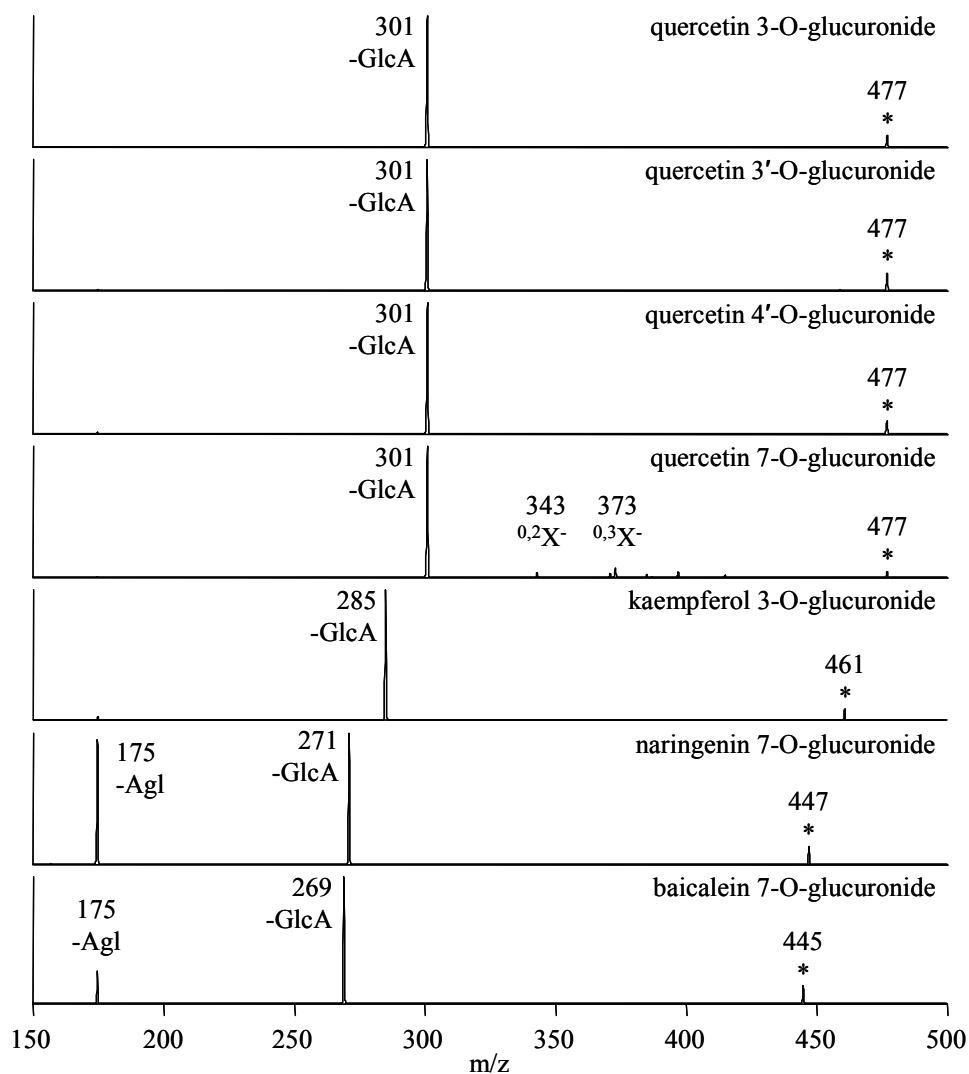 301
-GlcA
quercetin 3-O-glucuronide
477
*
301
-GlcA
quercetin 3′-O-glucuronide
477
*
301
-GlcA
quercetin 4′-O-glucuronide
477
*
301
-GlcA
quercetin 7-O-glucuronide
343
0,2X-
373
0,3X-
477
*
285
-GlcA
kaempferol 3-O-glucuronide
461
*
175
-Agl
271
-GlcA
naringenin 7-O-glucuronide
447
*
175
-Agl
269
-GlcA
baicalein 7-O-glucuronide
445
*
150 200 250 300 350 400 450 500
m/z